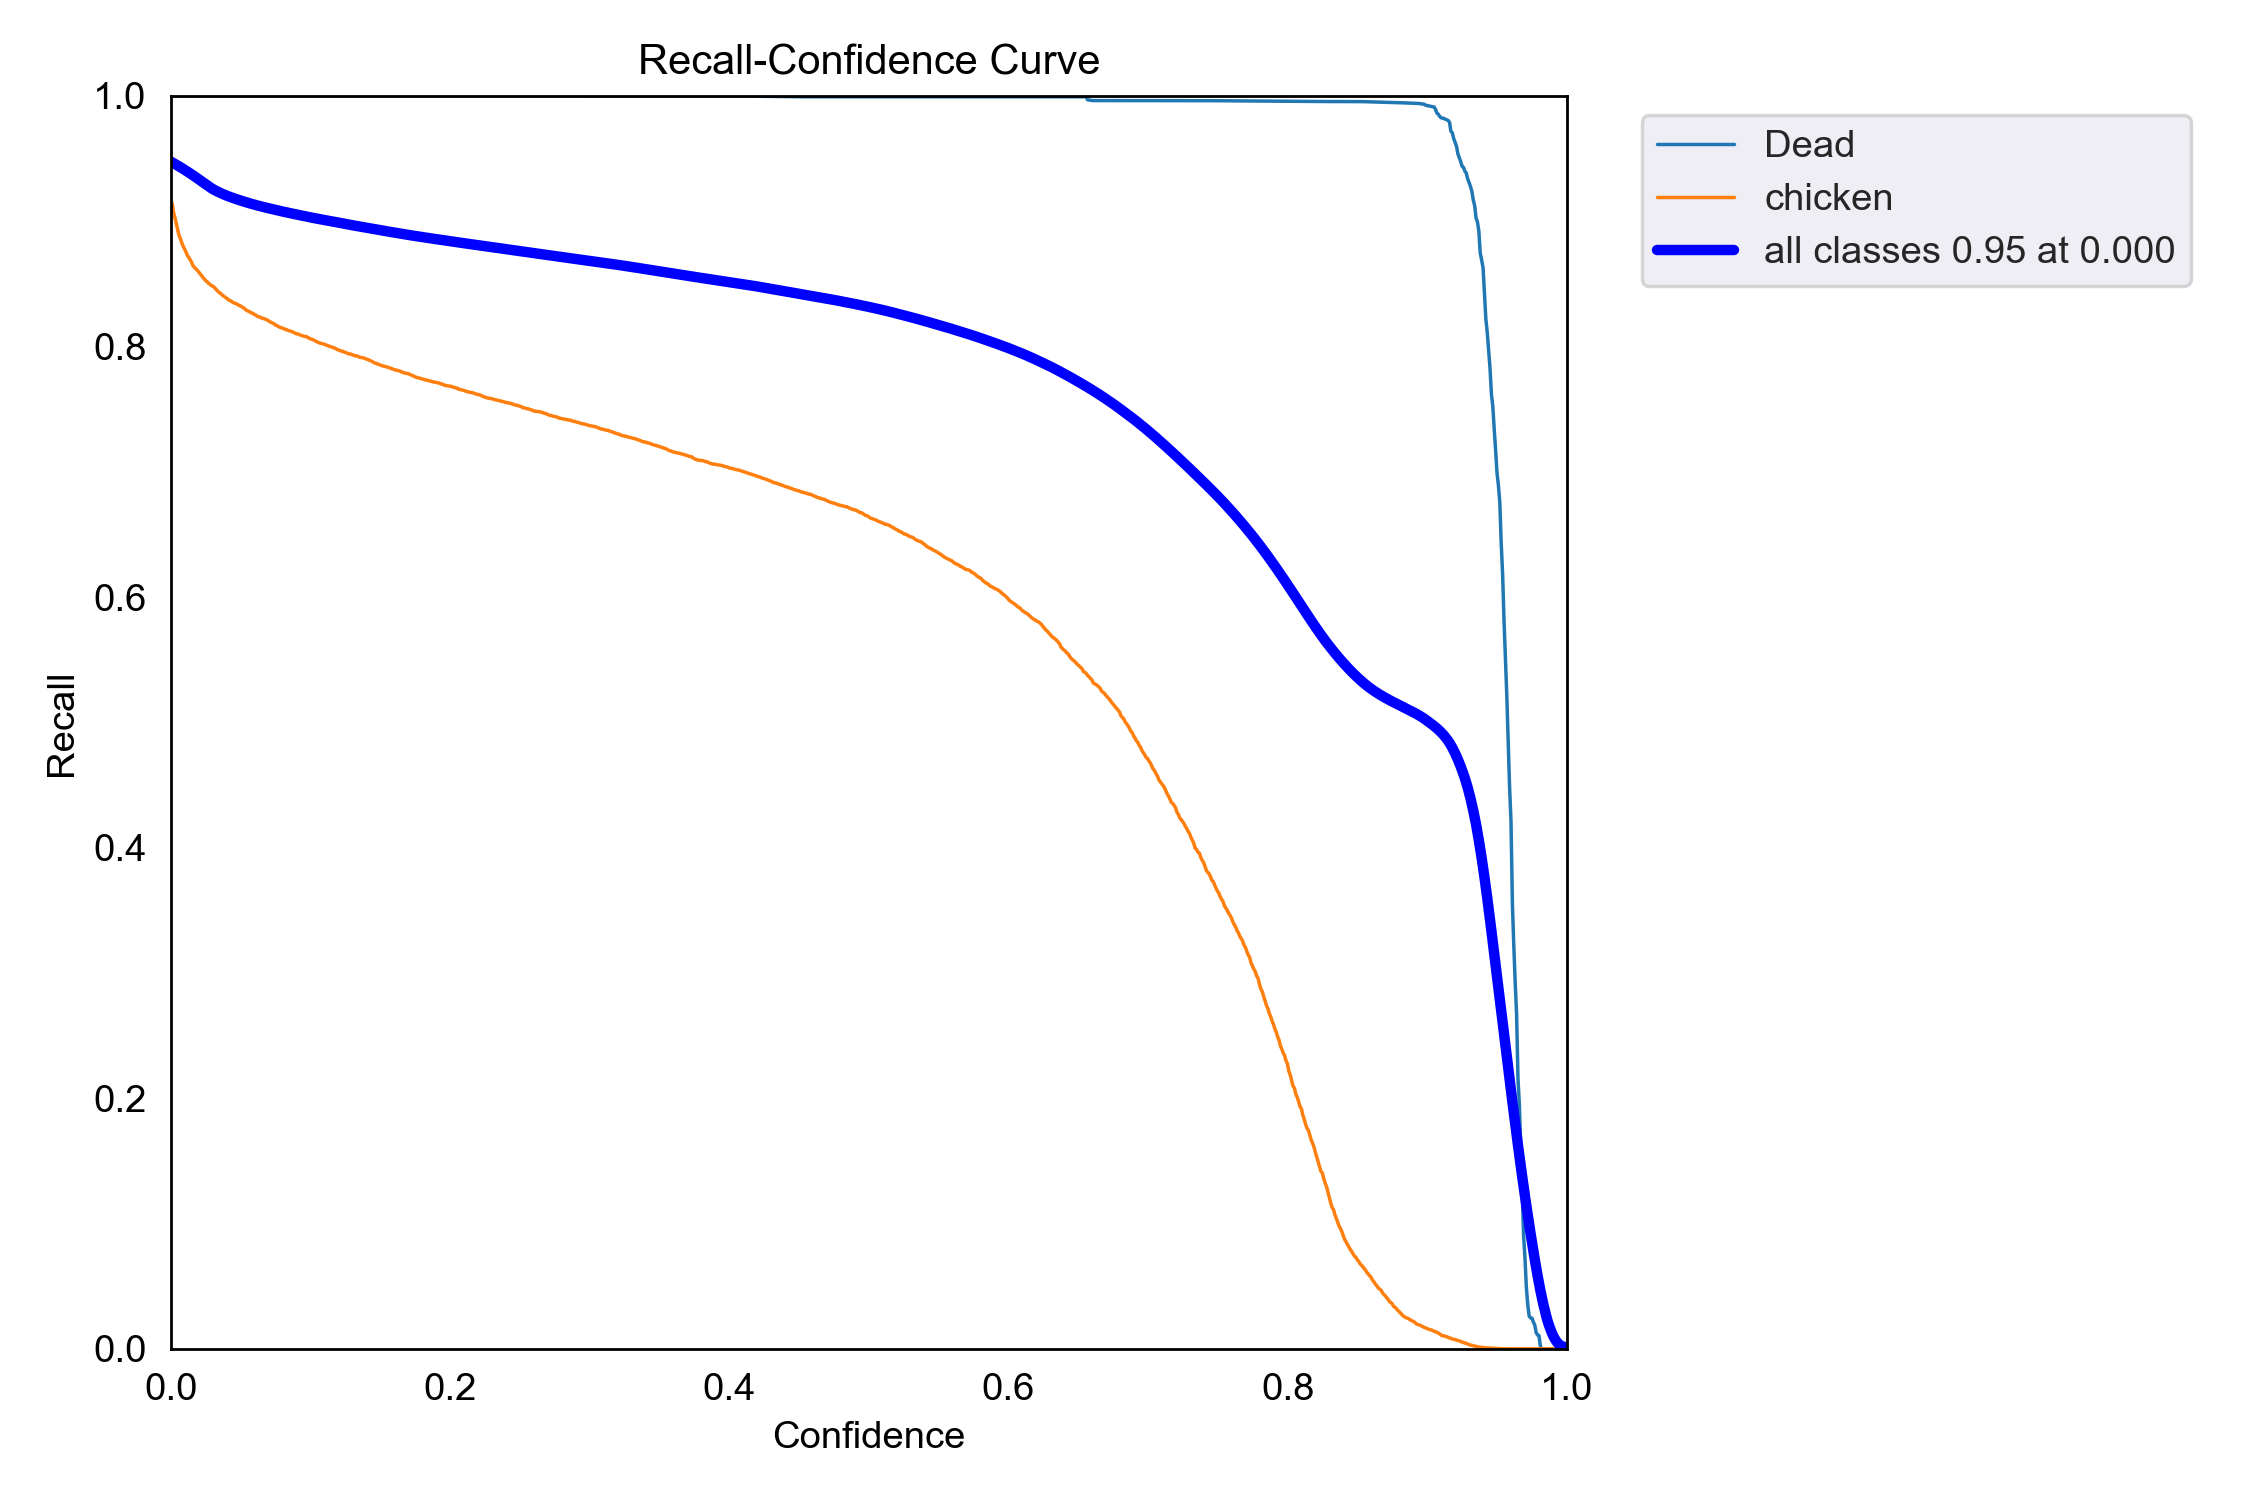 Recall-Confidence Curve
1.0
0.8
0.6
0.4
0.2
0.0
Recall
0.0 0.2 0.4 0.6 0.8 1.0
Confidence
Dead
chicken
all classes 0.95 at 0.000